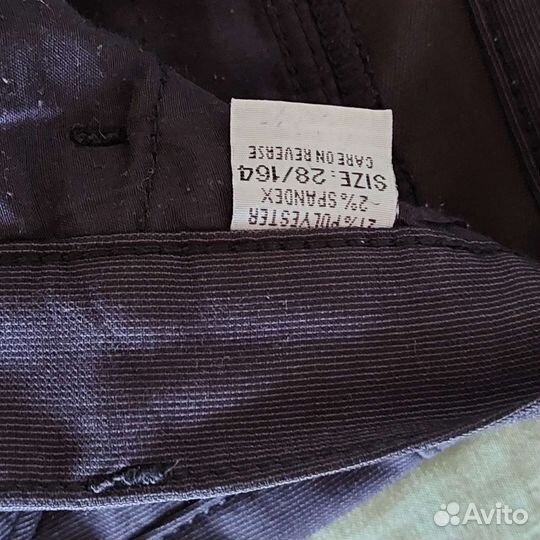 21% POLYESTER
-2% SPANDEX
SIZE: 28/164
CARE ON REVERSE
Avito